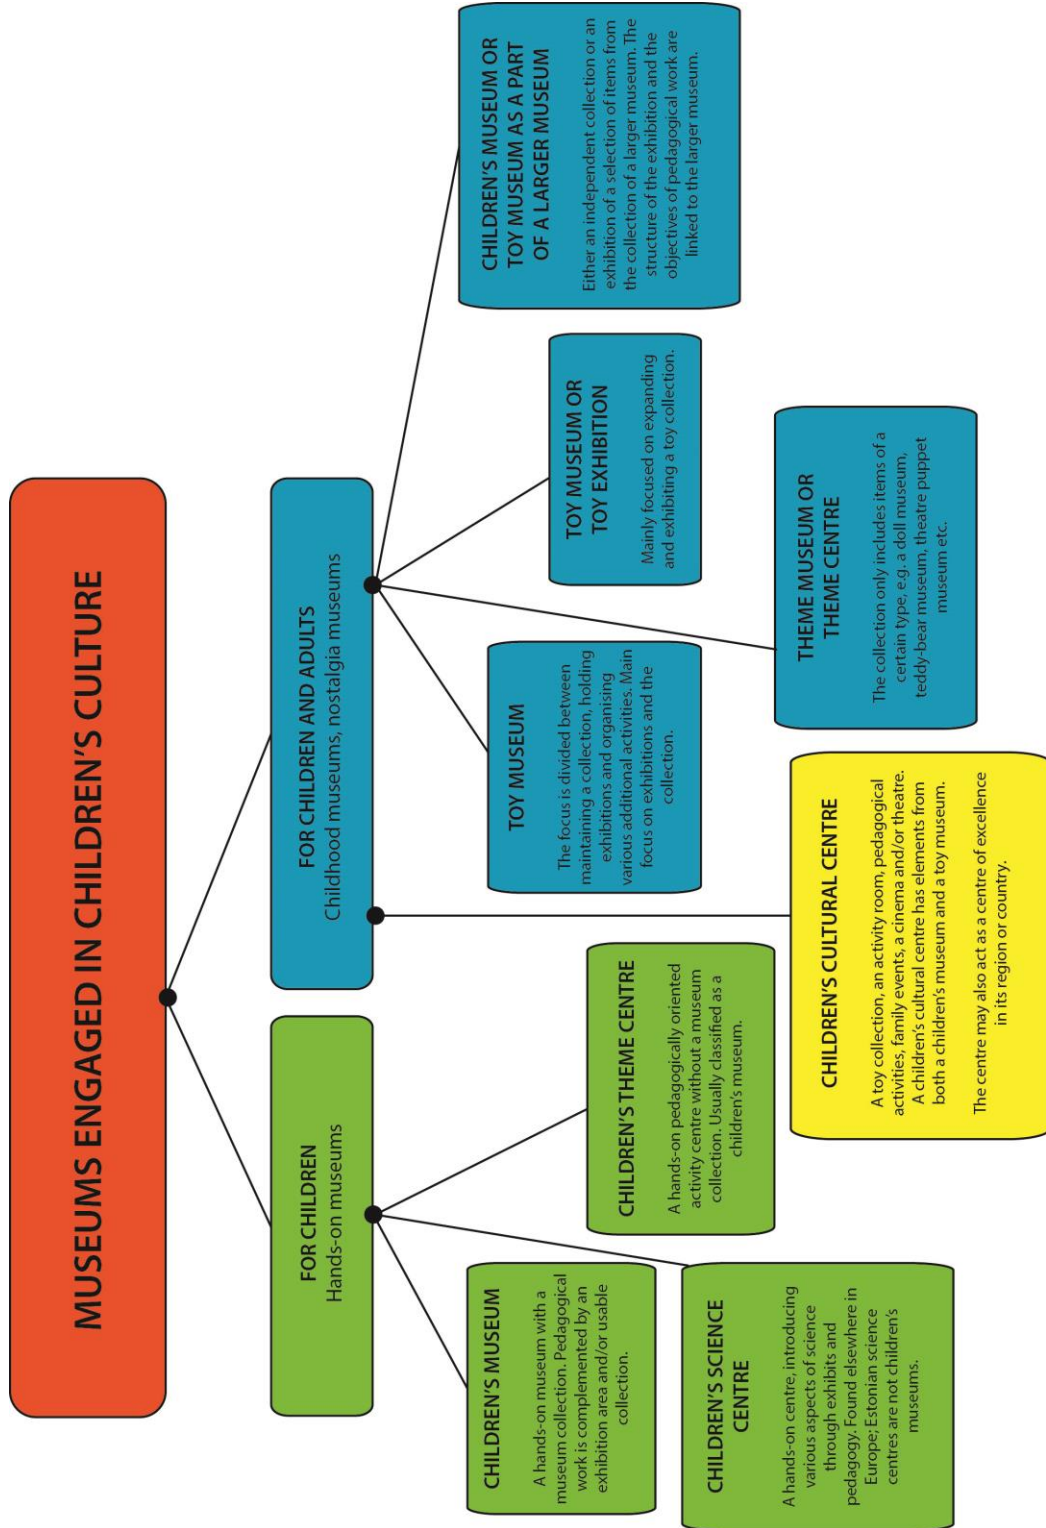 MUSEUMS ENGAGED IN CHILDREN'S CULTURE
FOR CHILDREN
Hands-on museums
FOR CHILDREN AND ADULTS
Childhood museums, nostalgia museums
CHILDREN'S MUSEUM
A hands-on museum with a
museum collection. Pedagogical
work is complemented by an
exhibition area and/or usable
collection.
CHILDREN'S SCIENCE
CENTRE
A hands-on centre, introducing
various aspects of science
through exhibits and
pedagogy. Found elsewhere in
Europe; Estonian science
centres are not children's
museums.
CHILDREN'S THEME CENTRE
A hands-on pedagogically oriented
activity centre without a museum
collection. Usually classified as a
children's museum.
CHILDREN'S CULTURAL CENTRE
A toy collection, an activity room, pedagogical
activities, family events, a cinema and/or theatre.
A children's cultural centre has elements from
both a children's museum and a toy museum.
The centre may also act as a centre of excellence
in its region or country.
TOY MUSEUM
The focus is divided between
maintaining a collection, holding
exhibitions and organising
various additional activities. Main
focus on exhibitions and the
collection.
THEME MUSEUM OR
THEME CENTRE
The collection only includes items of a
certain type, e.g. a doll museum,
teddy-bear museum, theatre puppet
museum etc.
TOY MUSEUM OR
TOY EXHIBITION
Mainly focused on expanding
and exhibiting a toy collection.
CHILDREN'S MUSEUM OR
TOY MUSEUM AS A PART
OF A LARGER MUSEUM
Either an independent collection or an
exhibition of a selection of items from
the collection of a larger museum. The
structure of the exhibition and the
objectives of pedagogical work are
linked to the larger museum.